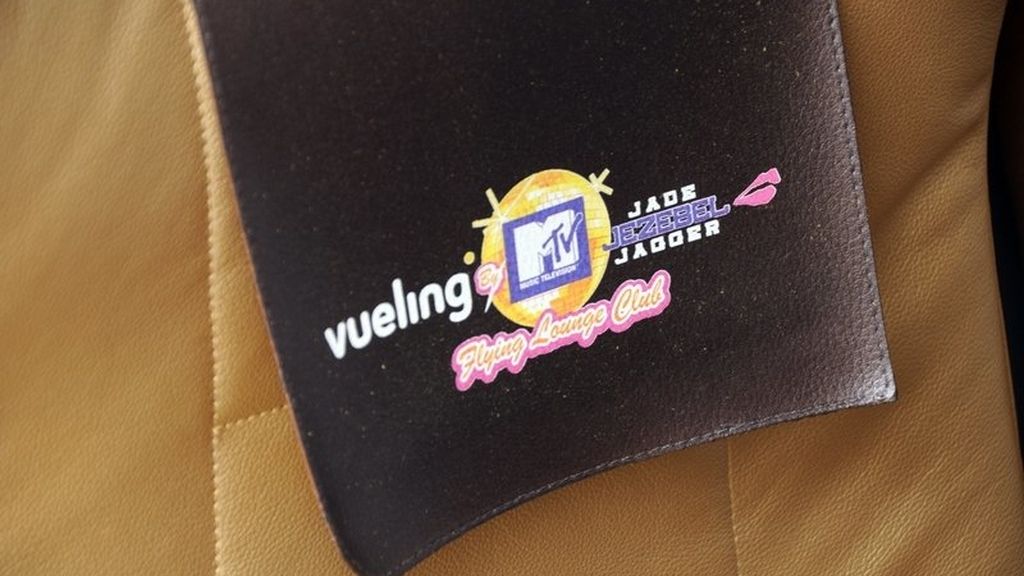 vueling
By
MTV
MUSIC TELEVISION
JADE
JEZEBEL
JAGGER
Flying Lounge Club